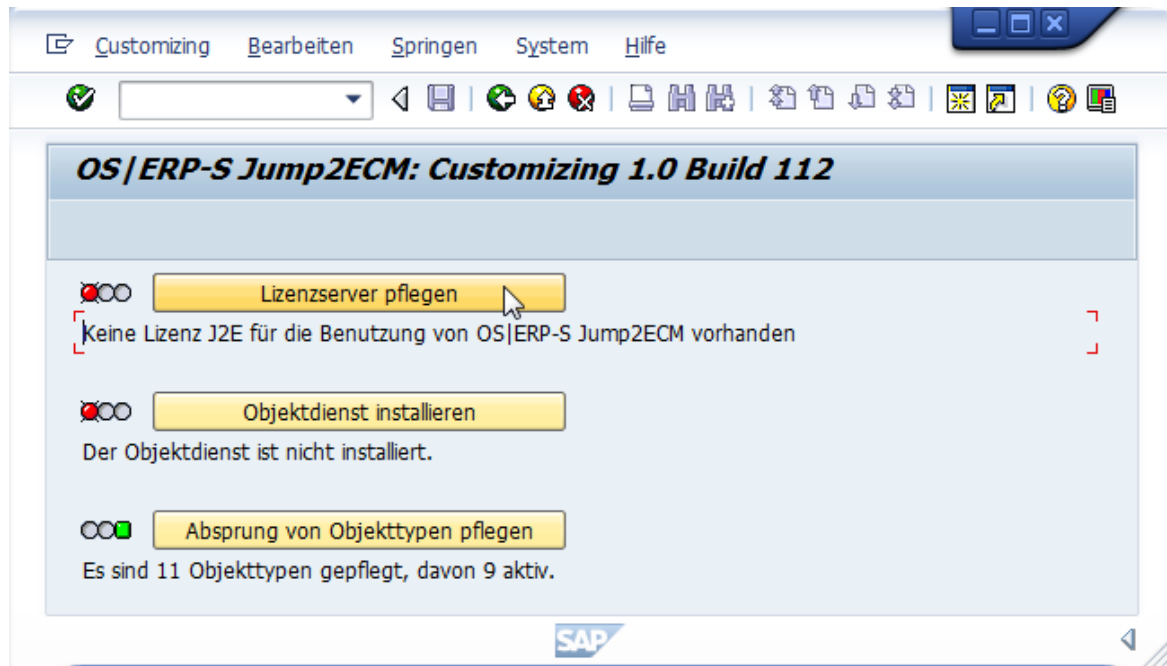 Customizing Bearbeiten Springen System Hilfe
OS|ERP-S Jump2ECM: Customizing 1.0 Build 112
Lizenzserver pflegen
Keine Lizenz J2E für die Benutzung von OS|ERP-S Jump2ECM vorhanden
Objektdienst installieren
Der Objektdienst ist nicht installiert.
Absprung von Objekttypen pflegen
Es sind 11 Objekttypen gepflegt, davon 9 aktiv.
SAP